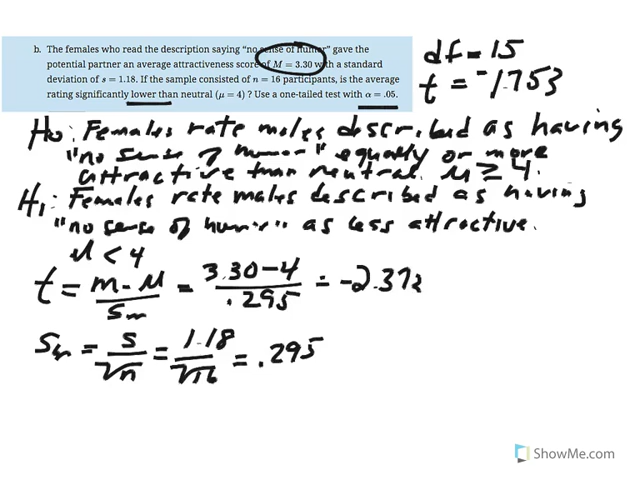 b. The females who read the description saying "no sense of humor" gave the
potential partner an average attractiveness score of M = 3.30 with a standard
deviation of s = 1.18. If the sample consisted of n = 16 participants, is the average
rating significantly lower than neutral (μ = 4) ? Use a one-tailed test with α = .05.
df = 15
t = -1.753
H0: Females rate males described as having
"no sense of humor" equally or more
attractive than neutral. μ ≥ 4.
H1: Females rate males described as having
"no sense of humor" as less attractive.
μ < 4
t = m - μ / sm = 3.30 - 4 / .295 = -2.373
sm = s / √n = 1.18 / √16 = .295
ShowMe.com